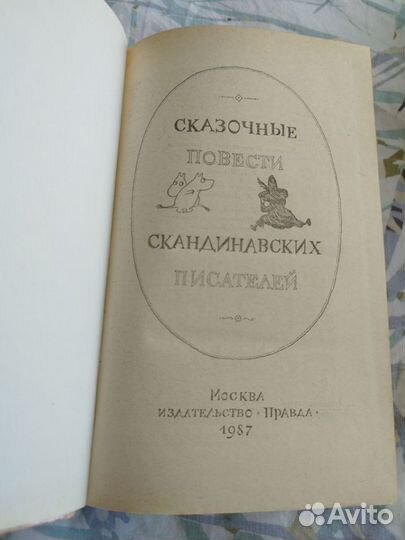 Сказочные
повести
скандинавских
писателей
Москва
издательство · Правда ·
1987
Avito